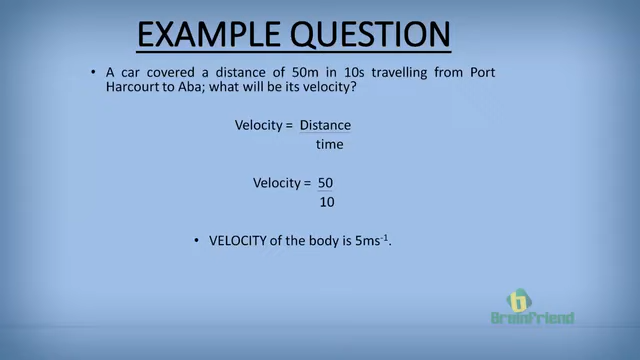 EXAMPLE QUESTION
• A car covered a distance of 50m in 10s travelling from Port
Harcourt to Aba; what will be its velocity?
Velocity = Distance
time
Velocity = 50
10
• VELOCITY of the body is 5ms⁻¹.
b
BrainFriend